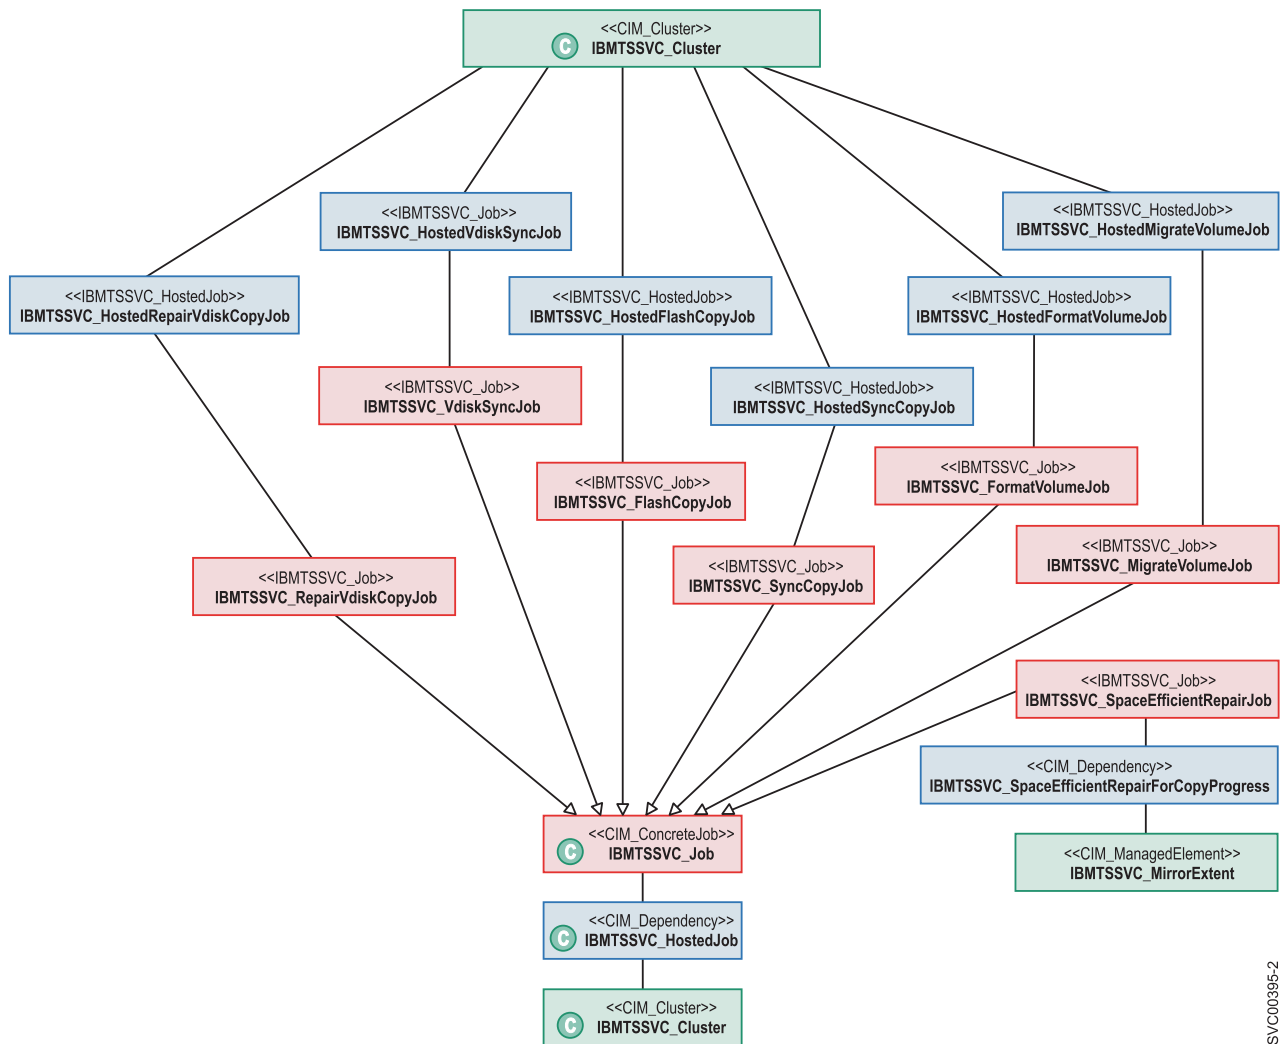 <<CIM_Cluster>>
C
IBMTSSVC_Cluster
<<IBMTSSVC_Job>>
IBMTSSVC_HostedVdiskSyncJob
<<IBMTSSVC_HostedJob>>
IBMTSSVC_HostedMigrateVolumeJob
<<IBMTSSVC_HostedJob>>
IBMTSSVC_HostedRepairVdiskCopyJob
<<IBMTSSVC_HostedJob>>
IBMTSSVC_HostedFlashCopyJob
<<IBMTSSVC_HostedJob>>
IBMTSSVC_HostedFormatVolumeJob
<<IBMTSSVC_Job>>
IBMTSSVC_VdiskSyncJob
<<IBMTSSVC_HostedJob>>
IBMTSSVC_HostedSyncCopyJob
<<IBMTSSVC_Job>>
IBMTSSVC_FlashCopyJob
<<IBMTSSVC_Job>>
IBMTSSVC_FormatVolumeJob
<<IBMTSSVC_Job>>
IBMTSSVC_MigrateVolumeJob
<<IBMTSSVC_Job>>
IBMTSSVC_RepairVdiskCopyJob
<<IBMTSSVC_Job>>
IBMTSSVC_SyncCopyJob
<<IBMTSSVC_Job>>
IBMTSSVC_SpaceEfficientRepairJob
<<CIM_Dependency>>
IBMTSSVC_SpaceEfficientRepairForCopyProgress
<<CIM_ManagedElement>>
IBMTSSVC_MirrorExtent
<<CIM_ConcreteJob>>
C
IBMTSSVC_Job
<<CIM_Dependency>>
C
IBMTSSVC_HostedJob
<<CIM_Cluster>>
C
IBMTSSVC_Cluster
SVC00395-2